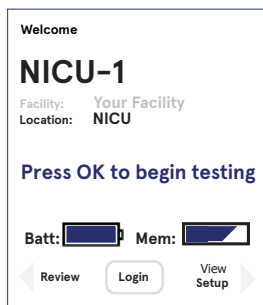 Welcome
NICU-1
Facility: Your Facility
Location: NICU
Press OK to begin testing
Batt: Mem:
Review Login View Setup